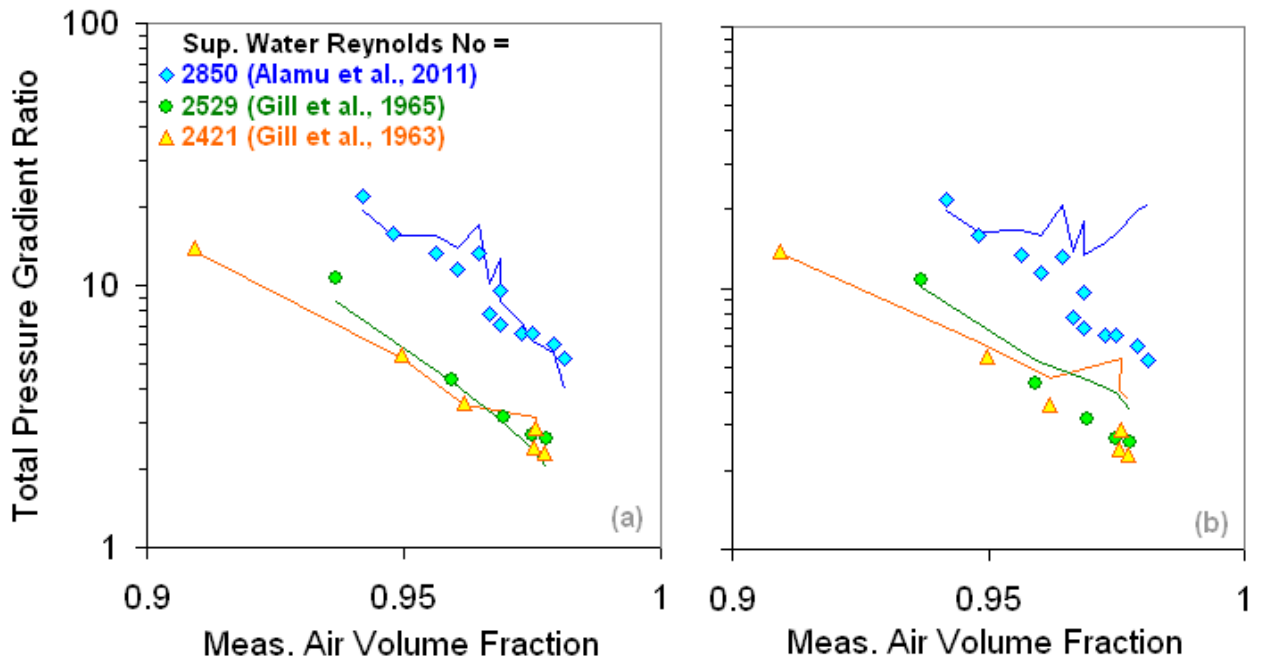 100
Sup. Water Reynolds No =
2850 (Alamu et al., 2011)
2529 (Gill et al., 1965)
2421 (Gill et al., 1963)
Total Pressure Gradient Ratio
10
1
(a)
(b)
0.9
0.95
1
0.9
0.95
1
Meas. Air Volume Fraction
Meas. Air Volume Fraction